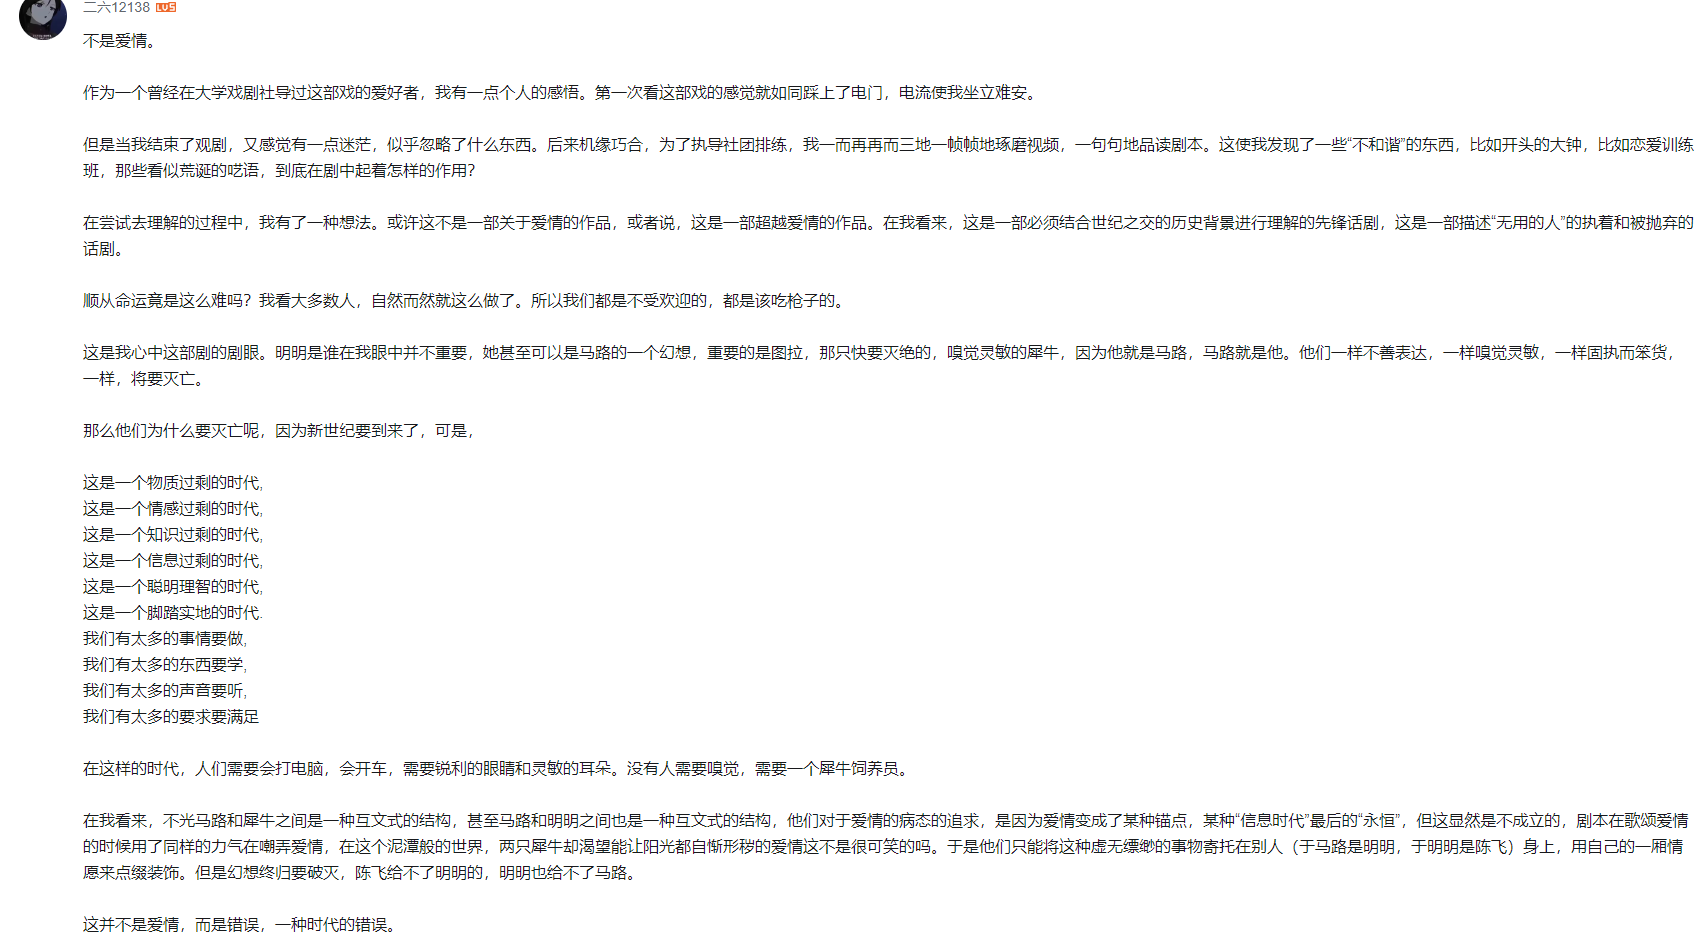 二六12138 LV5
不是爱情。
作为一个曾经在大学戏剧社导过这部戏的爱好者，我有一点个人的感悟。第一次看这部戏的感觉就如同踩上了电门，电流使我坐立难安。
但是当我结束了观剧，又感觉有一点迷茫，似乎忽略了什么东西。后来机缘巧合，为了执导社团排练，我一而再再而三地一帧帧地琢磨视频，一句句地品读剧本。这使我发现了一些“不和谐”的东西，比如开头的大钟，比如恋爱训练
班，那些看似荒诞的呓语，到底在剧中起着怎样的作用？
在尝试去理解的过程中，我有了一种想法。或许这不是一部关于爱情的作品，或者说，这是一部超越爱情的作品。在我看来，这是一部必须结合世纪之交的历史背景进行理解的先锋话剧，这是一部描述“无用的人”的执着和被抛弃的
话剧。
顺从命运竟是这么难吗？我看大多数人，自然而然就这么做了。所以我们都是不受欢迎的，都是该吃枪子的。
这是我心中这部剧的剧眼。明明是谁在我眼中并不重要，她甚至可以是马路的一个幻想，重要的是图拉，那只快要灭绝的，嗅觉灵敏的犀牛，因为他就是马路，马路就是他。他们一样不善表达，一样嗅觉灵敏，一样固执而笨货，
一样，将要灭亡。
那么他们为什么要灭亡呢，因为新世纪要到来了，可是，
这是一个物质过剩的时代,
这是一个情感过剩的时代,
这是一个知识过剩的时代,
这是一个信息过剩的时代,
这是一个聪明理智的时代,
这是一个脚踏实地的时代.
我们有太多的事情要做,
我们有太多的东西要学,
我们有太多的声音要听,
我们有太多的要求要满足
在这样的时代，人们需要会打电脑，会开车，需要锐利的眼睛和灵敏的耳朵。没有人需要嗅觉，需要一个犀牛饲养员。
在我看来，不光马路和犀牛之间是一种互文式的结构，甚至马路和明明之间也是一种互文式的结构，他们对于爱情的病态的追求，是因为爱情变成了某种锚点，某种“信息时代”最后的“永恒”，但这显然是不成立的，剧本在歌颂爱情
的时候用了同样的力气在嘲弄爱情，在这个泥潭般的世界，两只犀牛却渴望能让阳光都自惭形秽的爱情这不是很可笑的吗。于是他们只能将这种虚无缥缈的事物寄托在别人（于马路是明明，于明明是陈飞）身上，用自己的一厢情
愿来点缀装饰。但是幻想终归要破灭，陈飞给不了明明的，明明也给不了马路。
这并不是爱情，而是错误，一种时代的错误。